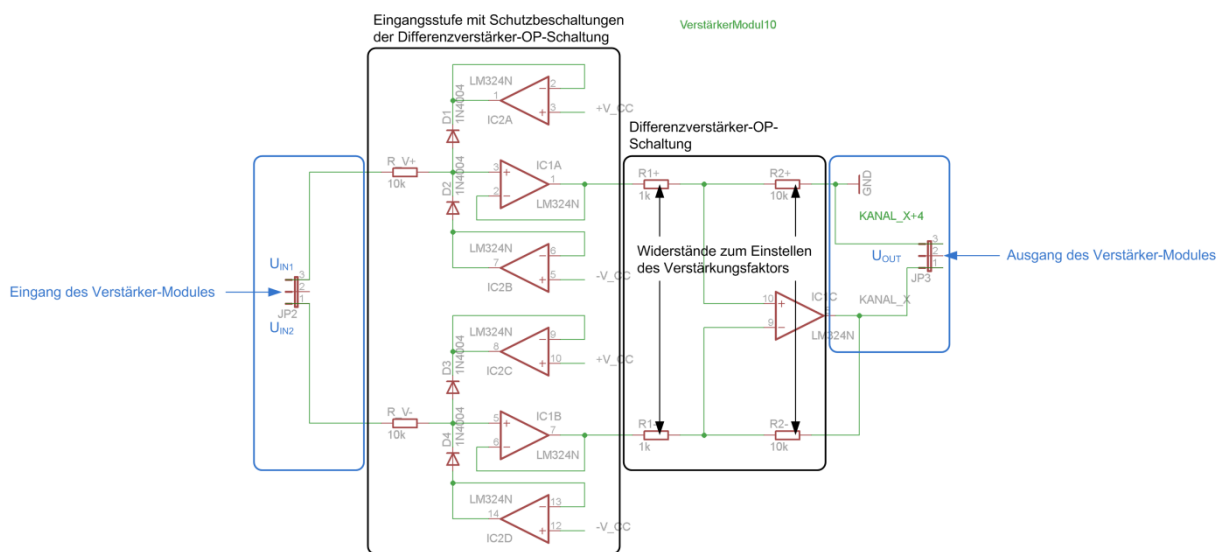 Eingangsstufe mit Schutzbeschaltungen
der Differenzverstärker-OP-Schaltung
VerstärkerModul10
LM324N
2
1
3
+V_CC
IC2A
D1
1N4004
Differenzverstärker-OP-
Schaltung
R_V+
10k
IC1A
3
1
2
LM324N
D2
1N4004
R1+
1k
R2+
10k
GND
KANAL_X+4
LM324N
6
7
5
-V_CC
IC2B
Widerstände zum Einstellen
des Verstärkungsfaktors
3
UOUT
2
1
JP3
Ausgang des Verstärker-Modules
UIN1
3
Eingang des Verstärker-Modules
2
1
JP2
UIN2
10
IC1C
9
LM324N
KANAL_X
LM324N
9
8
10
+V_CC
IC2C
D3
1N4004
R_V-
10k
IC1B
5
7
6
LM324N
D4
1N4004
R1-
1k
R2-
10k
LM324N
13
14
12
-V_CC
IC2D